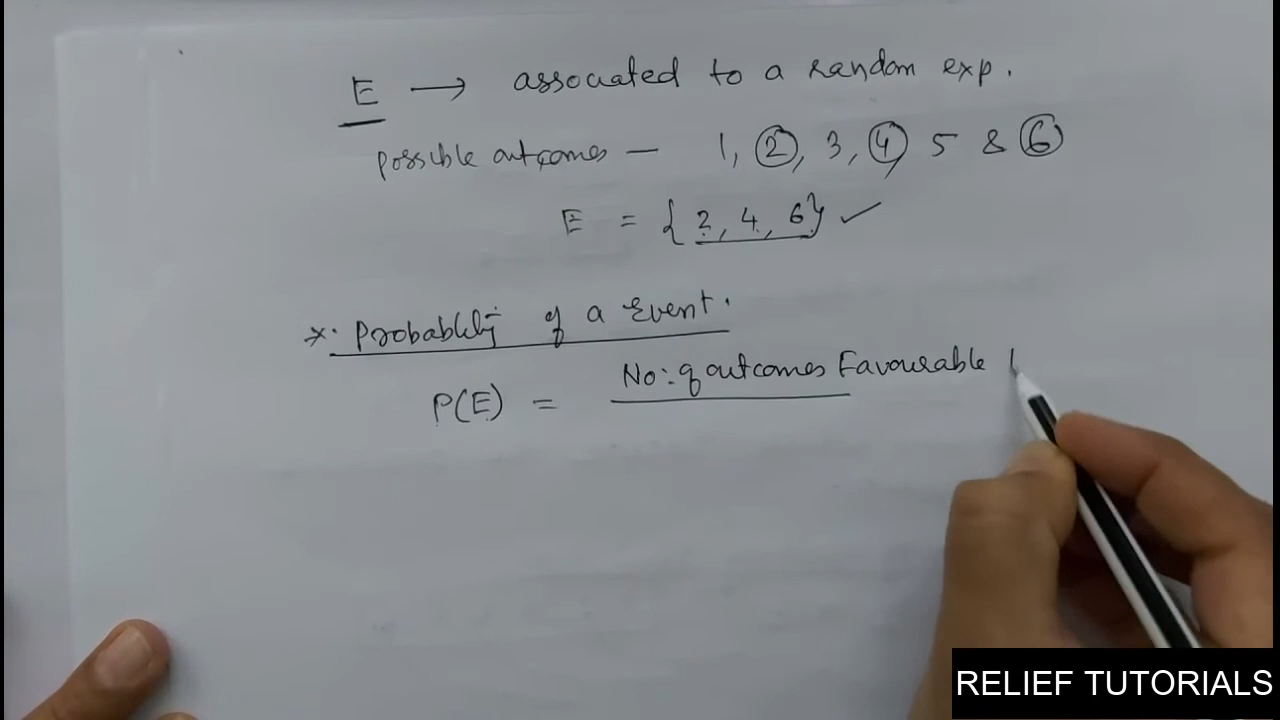 E → associated to a random exp.
possible outcomes — 1, 2, 3, 4, 5 & 6
E = {2, 4, 6} ✓
*. Probability of a Event.
No: of outcomes Favourable
P(E) =
RELIEF TUTORIALS